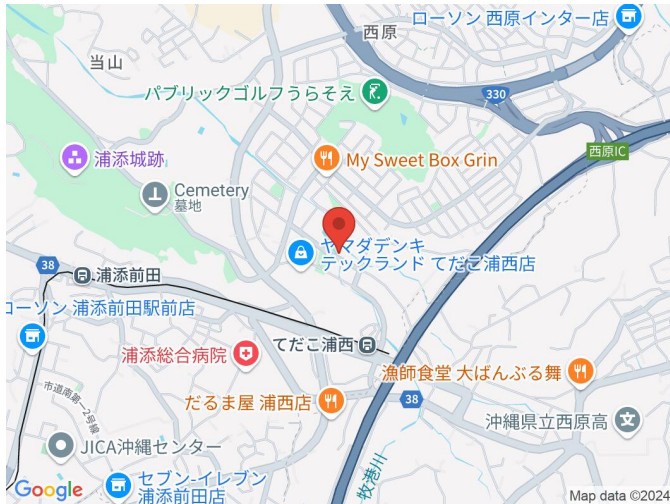 ローソン 西原インター店
西原
当山
パブリックゴルフうらそえ
330
西原IC
My Sweet Box Grin
浦添城跡
Cemetery
墓地
ヤマダデンキ
テックランド てだこ浦西店
38
浦添前田
ローソン 浦添前田駅前店
てだこ浦西
浦添総合病院
漁師食堂 大ばんぶる舞
だるま屋 浦西店
38
沖縄県立西原高
市道南第一2号線
JICA沖縄センター
牧港川
セブン-イレブン
浦添前田店
Google
Map data ©2024